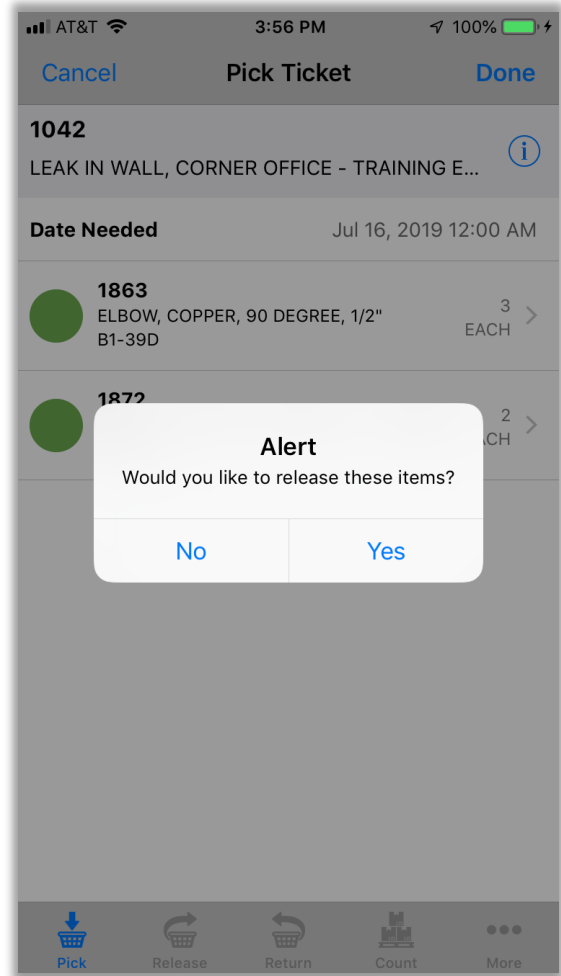 AT&T 3:56 PM 100%
Cancel Pick Ticket Done
1042
LEAK IN WALL, CORNER OFFICE - TRAINING E...
Date Needed Jul 16, 2019 12:00 AM
1863
ELBOW, COPPER, 90 DEGREE, 1/2" 3
B1-39D EACH
1872
2
Alert
Would you like to release these items?
No Yes
Pick Release Return Count More